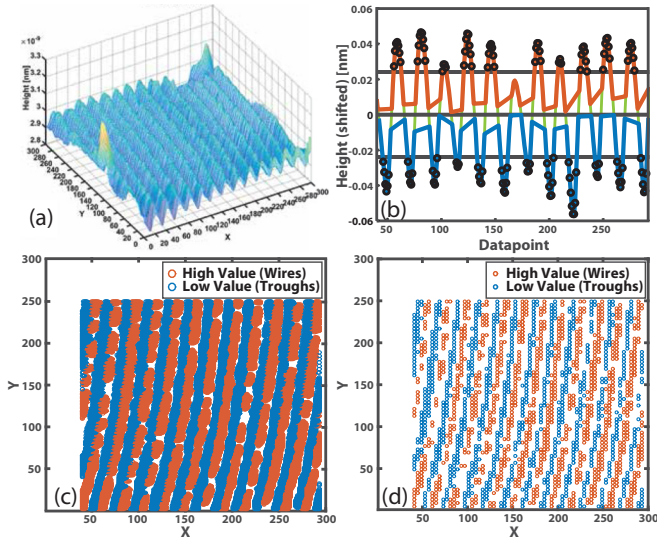 ×10⁻⁹
3.3
3.2
3.1
3
2.9
2.8
Height [nm]
300
260
220
180
140
100
80
60
40
20
0
Y
0 20 40 60 80 100 120 140 160 180 200 220 240 260 280 300
X
(a)
0.06
0.04
0.02
0
-0.02
-0.04
-0.06
Height (shifted) [nm]
50 100 150 200 250
Datapoint
(b)
300
250
200
150
100
50
Y
High Value (Wires)
Low Value (Troughs)
50 100 150 200 250 300
X
(c)
300
250
200
150
100
50
Y
High Value (Wires)
Low Value (Troughs)
50 100 150 200 250 300
X
(d)